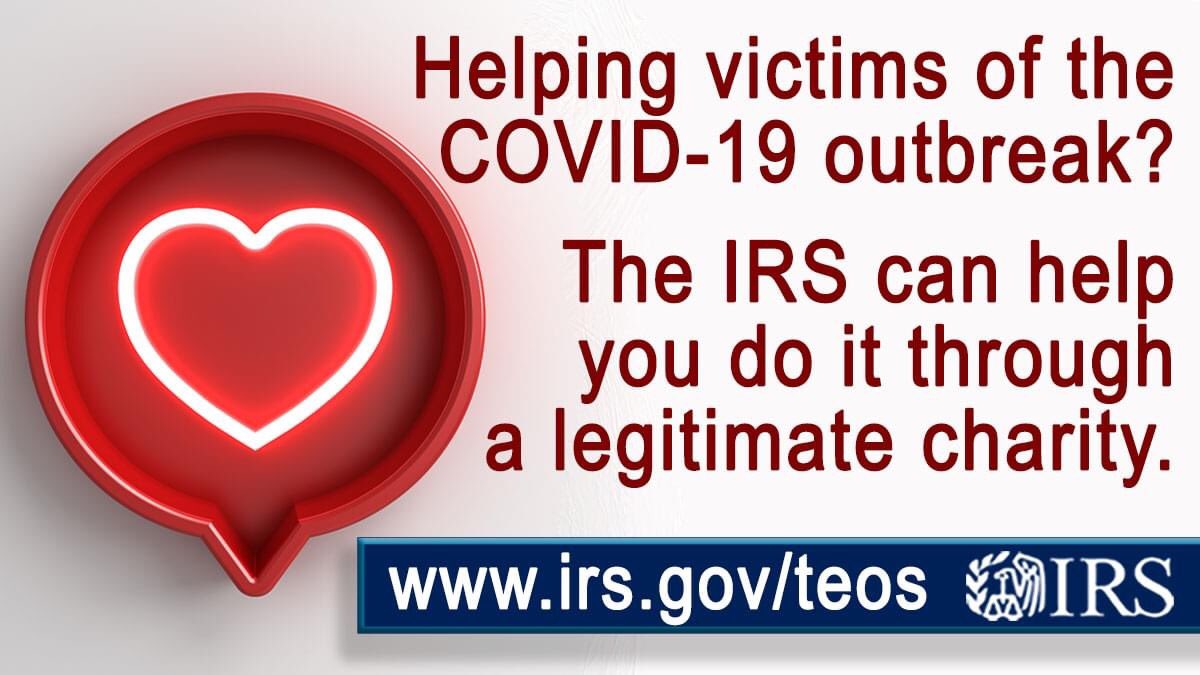 Helping victims of the
COVID-19 outbreak?
The IRS can help
you do it through
a legitimate charity.
www.irs.gov/teos IRS